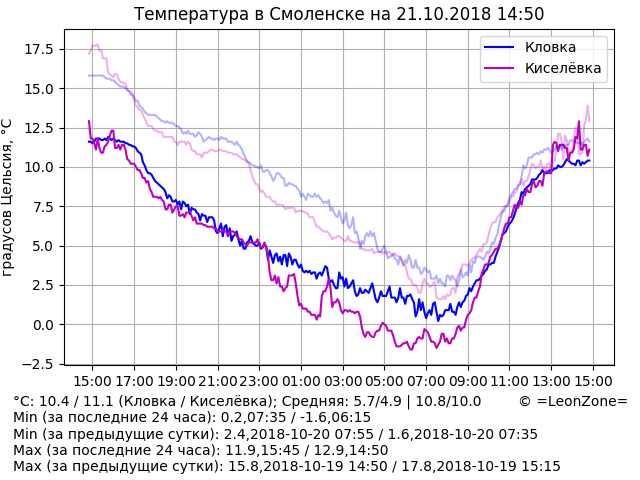 Температура в Смоленске на 21.10.2018 14:50
градусов Цельсия, °C
17.5
15.0
12.5
10.0
7.5
5.0
2.5
0.0
−2.5
Кловка
Киселёвка
15:00 17:00 19:00 21:00 23:00 01:00 03:00 05:00 07:00 09:00 11:00 13:00 15:00
°C: 10.4 / 11.1 (Кловка / Киселёвка); Средняя: 5.7/4.9 | 10.8/10.0 © =LeonZone=
Min (за последние 24 часа): 0.2,07:35 / -1.6,06:15
Min (за предыдущие сутки): 2.4,2018-10-20 07:55 / 1.6,2018-10-20 07:35
Max (за последние 24 часа): 11.9,15:45 / 12.9,14:50
Max (за предыдущие сутки): 15.8,2018-10-19 14:50 / 17.8,2018-10-19 15:15